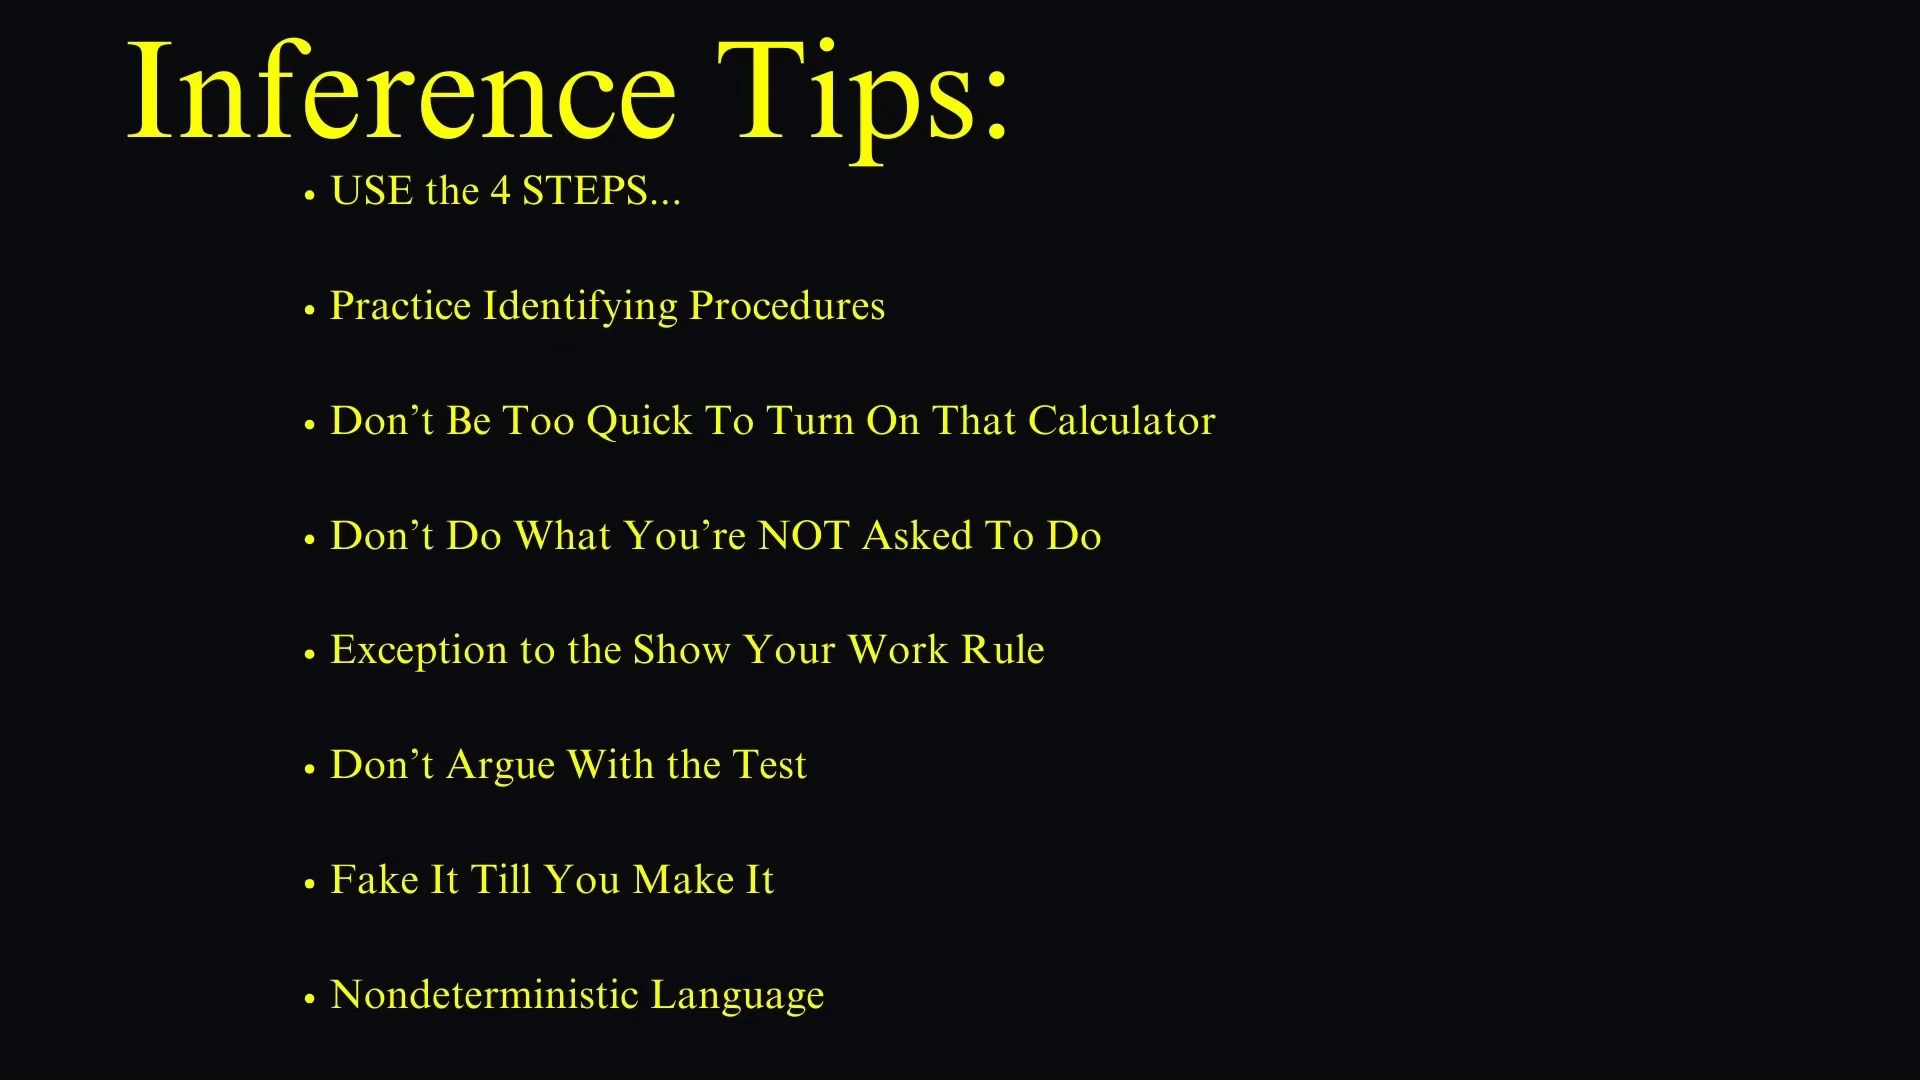 Inference Tips:
• USE the 4 STEPS...
• Practice Identifying Procedures
• Don’t Be Too Quick To Turn On That Calculator
• Don’t Do What You’re NOT Asked To Do
• Exception to the Show Your Work Rule
• Don’t Argue With the Test
• Fake It Till You Make It
• Nondeterministic Language